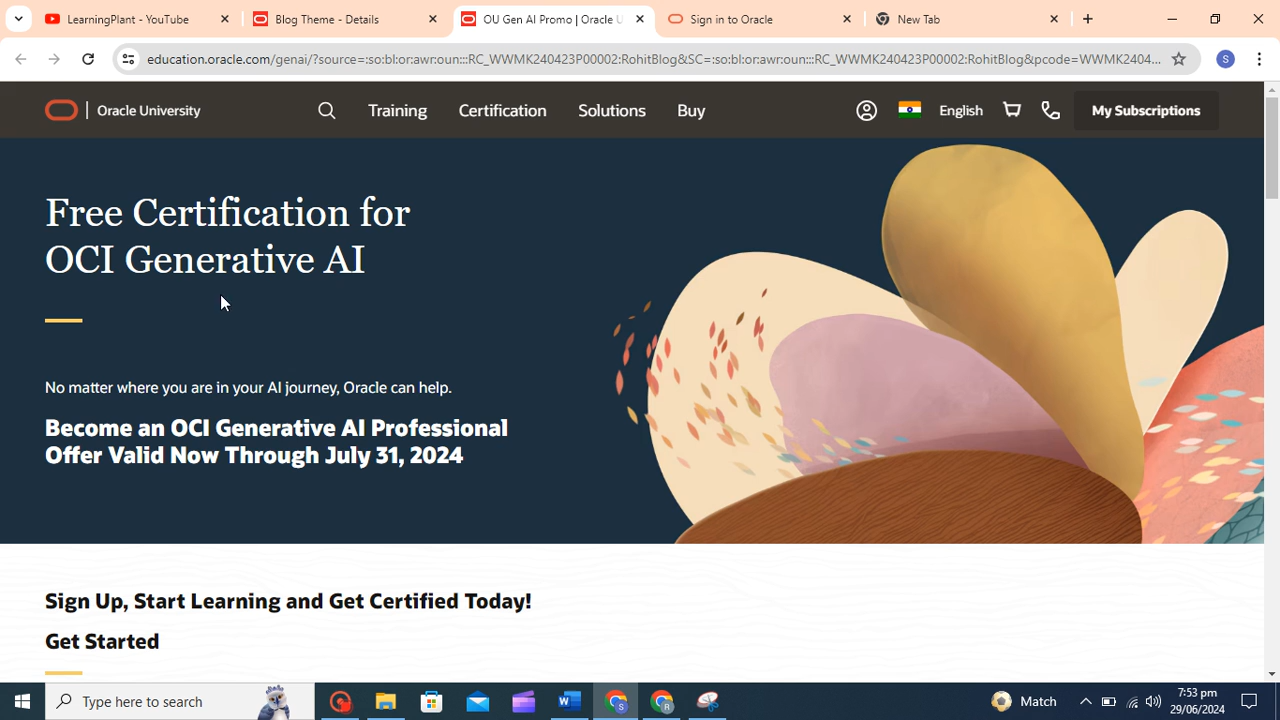 LearningPlant - YouTube
Blog Theme - Details
OU Gen AI Promo | Oracle U
Sign in to Oracle
New Tab
education.oracle.com/genai/?source=:so:bl:or:awr:oun:::RC_WWMK240423P00002:RohitBlog&SC=:so:bl:or:awr:oun:::RC_WWMK240423P00002:RohitBlog&pcode=WWMK2404...
S
Oracle University
Training
Certification
Solutions
Buy
English
My Subscriptions
Free Certification for
OCI Generative AI
No matter where you are in your AI journey, Oracle can help.
Become an OCI Generative AI Professional
Offer Valid Now Through July 31, 2024
Sign Up, Start Learning and Get Certified Today!
Get Started
Type here to search
Match
7:53 pm
29/06/2024